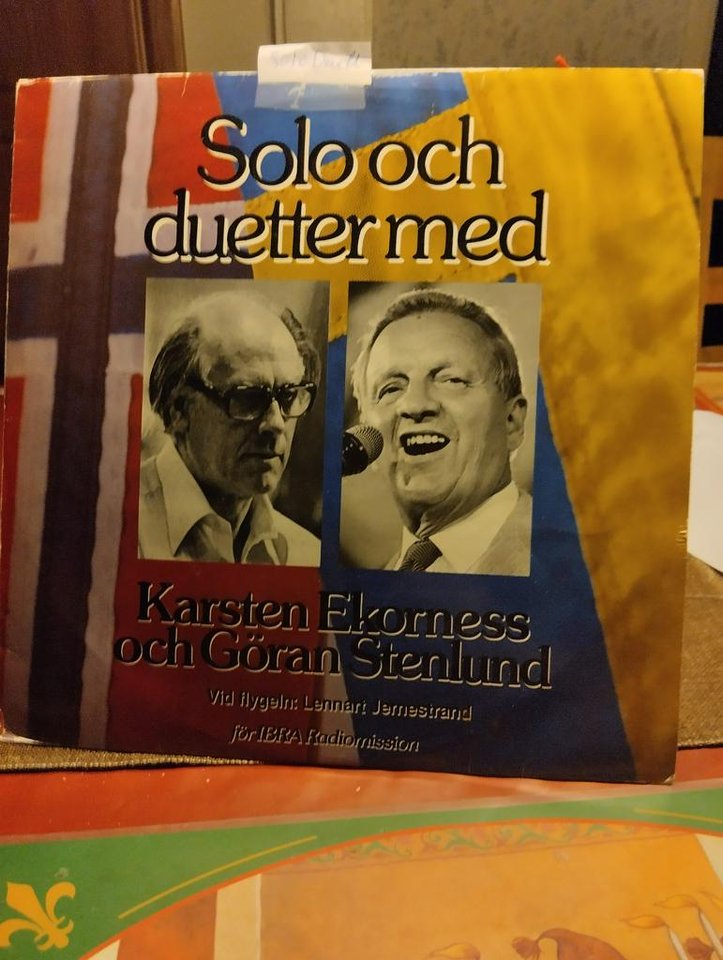 Solo och
duetter med
Karsten Ekorness
och Göran Stenlund
Vid flygeln: Lennart Jernestrand
för IBRA Radiomission